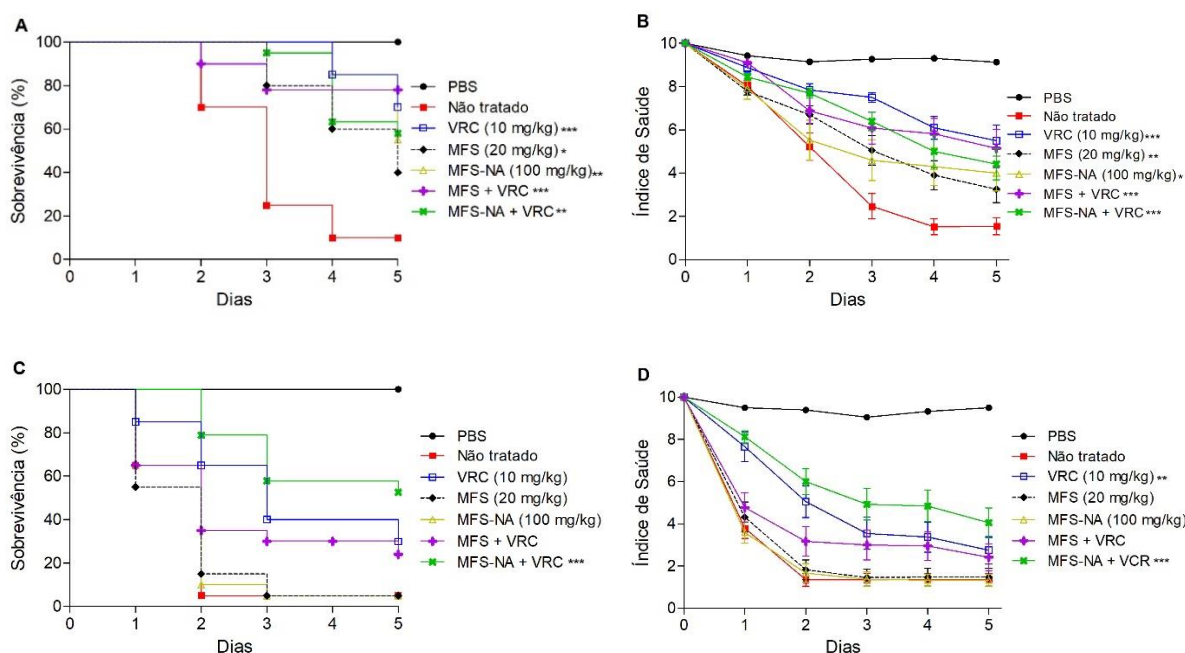 A
Sobrevivência (%)
100
80
60
40
20
0
0 1 2 3 4 5
Dias
PBS
Não tratado
VRC (10 mg/kg) ***
MFS (20 mg/kg) *
MFS-NA (100 mg/kg) **
MFS + VRC ***
MFS-NA + VRC **
B
Índice de Saúde
10
8
6
4
2
0
0 1 2 3 4 5
Dias
PBS
Não tratado
VRC (10 mg/kg) ***
MFS (20 mg/kg) **
MFS-NA (100 mg/kg) *
MFS + VRC ***
MFS-NA + VRC ***
C
Sobrevivência (%)
100
80
60
40
20
0
0 1 2 3 4 5
Dias
PBS
Não tratado
VRC (10 mg/kg)
MFS (20 mg/kg)
MFS-NA (100 mg/kg)
MFS + VRC
MFS-NA + VRC ***
D
Índice de Saúde
10
8
6
4
2
0
0 1 2 3 4 5
Dias
PBS
Não tratado
VRC (10 mg/kg) **
MFS (20 mg/kg)
MFS-NA (100 mg/kg)
MFS + VRC
MFS-NA + VCR ***